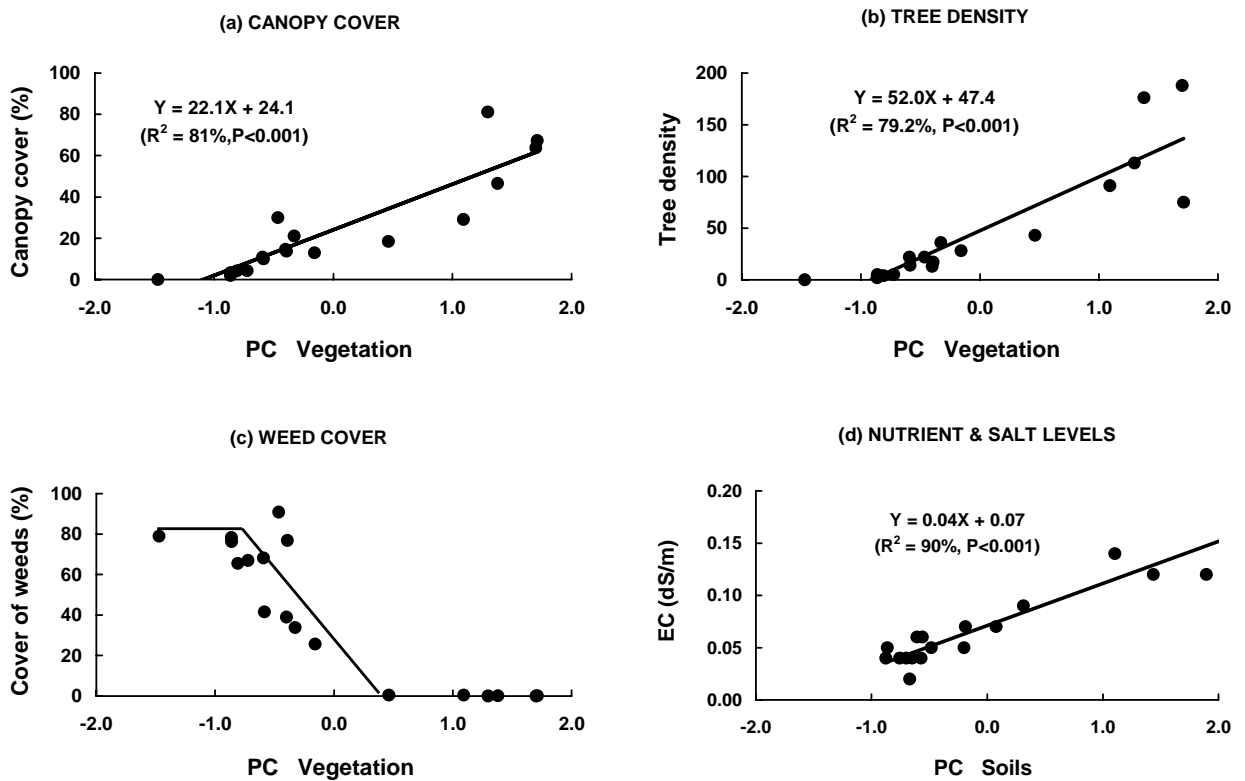 (a) CANOPY COVER
Y = 22.1X + 24.1
(R² = 81%,P<0.001)
Canopy cover (%)
100
80
60
40
20
0
-2.0 -1.0 0.0 1.0 2.0
PC Vegetation
(b) TREE DENSITY
Y = 52.0X + 47.4
(R² = 79.2%, P<0.001)
Tree density
200
150
100
50
0
-2.0 -1.0 0.0 1.0 2.0
PC Vegetation
(c) WEED COVER
Cover of weeds (%)
100
80
60
40
20
0
-2.0 -1.0 0.0 1.0 2.0
PC Vegetation
(d) NUTRIENT & SALT LEVELS
Y = 0.04X + 0.07
(R² = 90%, P<0.001)
EC (dS/m)
0.20
0.15
0.10
0.05
0.00
-2.0 -1.0 0.0 1.0 2.0
PC Soils